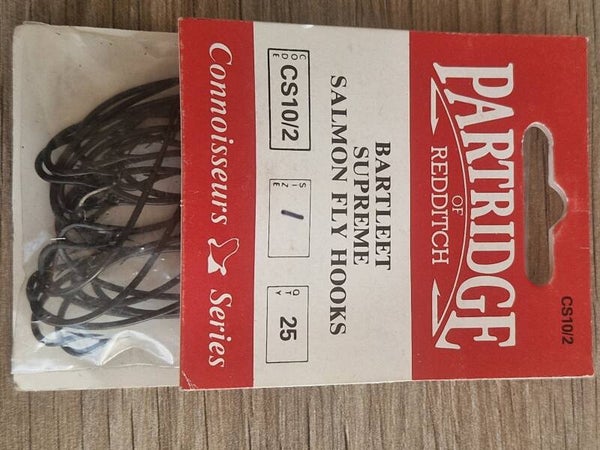 CS10/2
PARTRIDGE
OF
REDDITCH
BARTLEET
SUPREME
SALMON FLY HOOKS
CODE CS10/2
SIZE 1
QTY 25
Connoisseurs Series